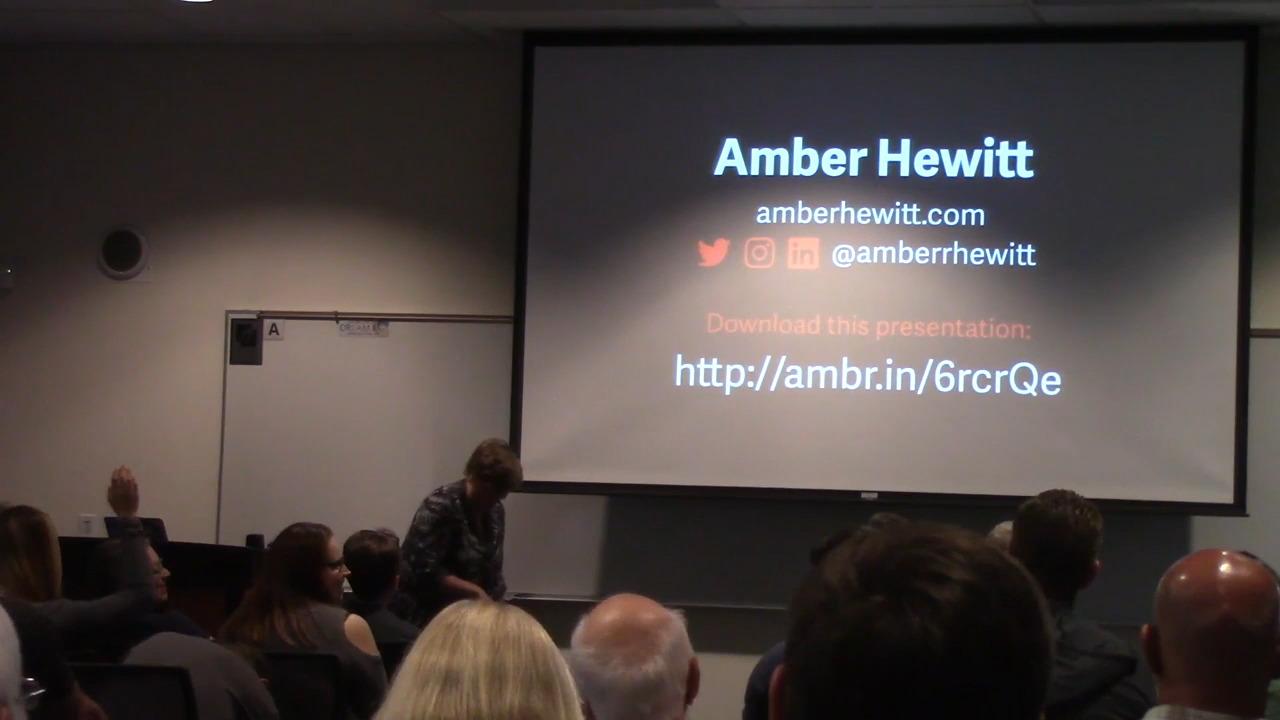 Amber Hewitt
amberhewitt.com
@amberrhewitt
Download this presentation:
http://ambr.in/6rcrQe
A